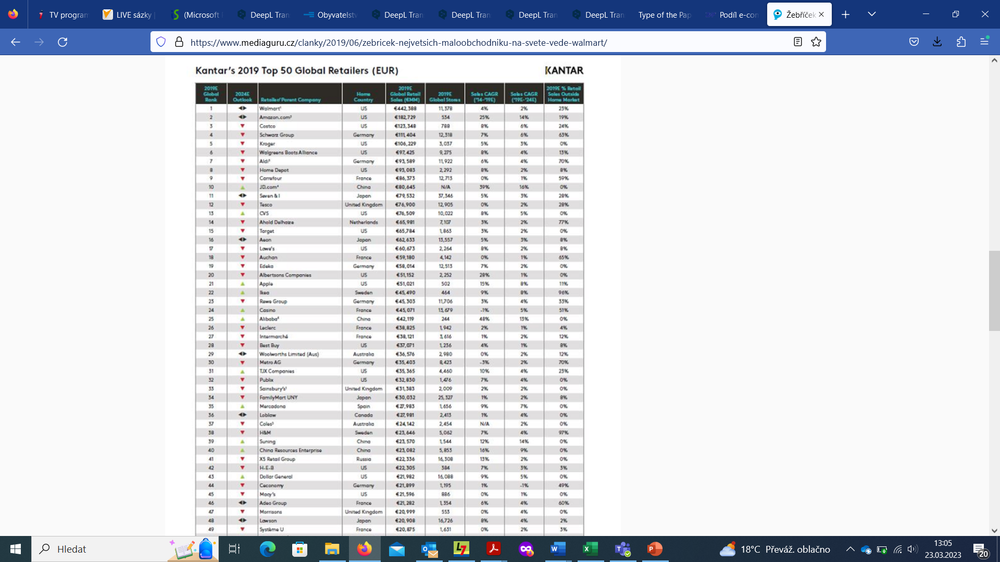 TV program
LIVE sázky |
(Microsoft
DeepL Tran
Obyvatelstv
DeepL Tran
DeepL Tran
DeepL Tran
DeepL Tran
Type of the Pap
Podíl e-com
Žebříček
https://www.mediaguru.cz/clanky/2019/06/zebricek-nejvetsich-maloobchodniku-na-svete-vede-walmart/
Kantar's 2019 Top 50 Global Retailers (EUR) KANTAR
2019E Global Rank 2024E Outlook Retailer/Parent Company Home Country 2019E Global Retail Sales (€MM) 2019E Global Stores Sales CAGR ('14-'19E) Sales CAGR ('19E-'24E) 2019E % Retail Sales Outside Home Market
1 Walmart¹ US €442,388 11,378 4% 2% 23%
2 Amazon.com² US €182,729 534 25% 14% 19%
3 Costco US €123,348 788 8% 6% 24%
4 Schwarz Group Germany €111,404 12,318 7% 6% 63%
5 Kroger US €106,229 3,037 5% 3% 0%
6 Walgreens Boots Alliance US €97,425 9,275 8% 4% 13%
7 Aldi³ Germany €93,589 11,922 6% 4% 70%
8 Home Depot US €93,083 2,292 8% 2% 8%
9 Carrefour France €86,373 12,713 0% 1% 59%
10 JD.com⁴ China €80,645 N/A 39% 16% 0%
11 Seven & I Japan €79,532 37,346 5% 3% 28%
12 Tesco United Kingdom €76,900 12,905 0% 2% 28%
13 CVS US €76,509 10,022 8% 5% 0%
14 Ahold Delhaize Netherlands €65,981 7,107 3% 2% 77%
15 Target US €65,784 1,863 3% 2% 0%
16 Aeon Japan €62,633 13,557 5% 3% 8%
17 Lowe's US €60,673 2,264 8% 2% 8%
18 Auchan France €59,180 4,142 0% 1% 65%
19 Edeka Germany €58,014 12,513 7% 2% 0%
20 Albertsons Companies US €51,152 2,252 28% 1% 0%
21 Apple US €51,021 502 15% 8% 11%
22 Ikea Sweden €45,490 464 9% 8% 96%
23 Rewe Group Germany €45,303 11,706 3% 4% 33%
24 Casino France €45,071 13,679 -1% 5% 51%
25 Alibaba⁴ China €42,119 244 48% 13% 0%
26 Leclerc France €38,825 1,942 2% 1% 4%
27 Intermarché France €38,121 3,616 1% 2% 12%
28 Best Buy US €37,071 1,236 4% 1% 8%
29 Woolworths Limited (Aus) Australia €36,576 2,980 0% 2% 12%
30 Metro AG Germany €35,403 8,423 -3% 2% 70%
31 TJX Companies US €35,365 4,460 10% 4% 23%
32 Publix US €32,830 1,476 7% 4% 0%
33 Sainsbury's¹ United Kingdom €31,383 2,009 2% 2% 0%
34 FamilyMart UNY Japan €30,032 25,327 1% 2% 8%
35 Mercadona Spain €27,983 1,656 9% 7% 0%
36 Loblaw Canada €27,981 2,413 1% 4% 0%
37 Coles⁵ Australia €24,142 2,454 N/A 2% 0%
38 H&M Sweden €23,646 5,062 7% 4% 97%
39 Suning China €23,570 1,544 12% 14% 0%
40 China Resources Enterprise China €23,082 5,853 16% 9% 0%
41 X5 Retail Group Russia €22,336 16,308 13% 2% 0%
42 H-E-B US €22,305 384 7% 3% 3%
43 Dollar General US €21,982 16,088 9% 5% 0%
44 Ceconomy Germany €21,899 1,195 1% -1% 49%
45 Macy's US €21,596 886 0% 1% 0%
46 Adeo Group France €21,282 1,354 6% 4% 60%
47 Morrisons United Kingdom €20,999 553 0% 4% 0%
48 Lawson Japan €20,908 16,726 8% 4% 2%
49 Système U France €20,875 1,631 0% 2% 3%
Hledat
18°C Převáž. oblačno
13:05
23.03.2023
20